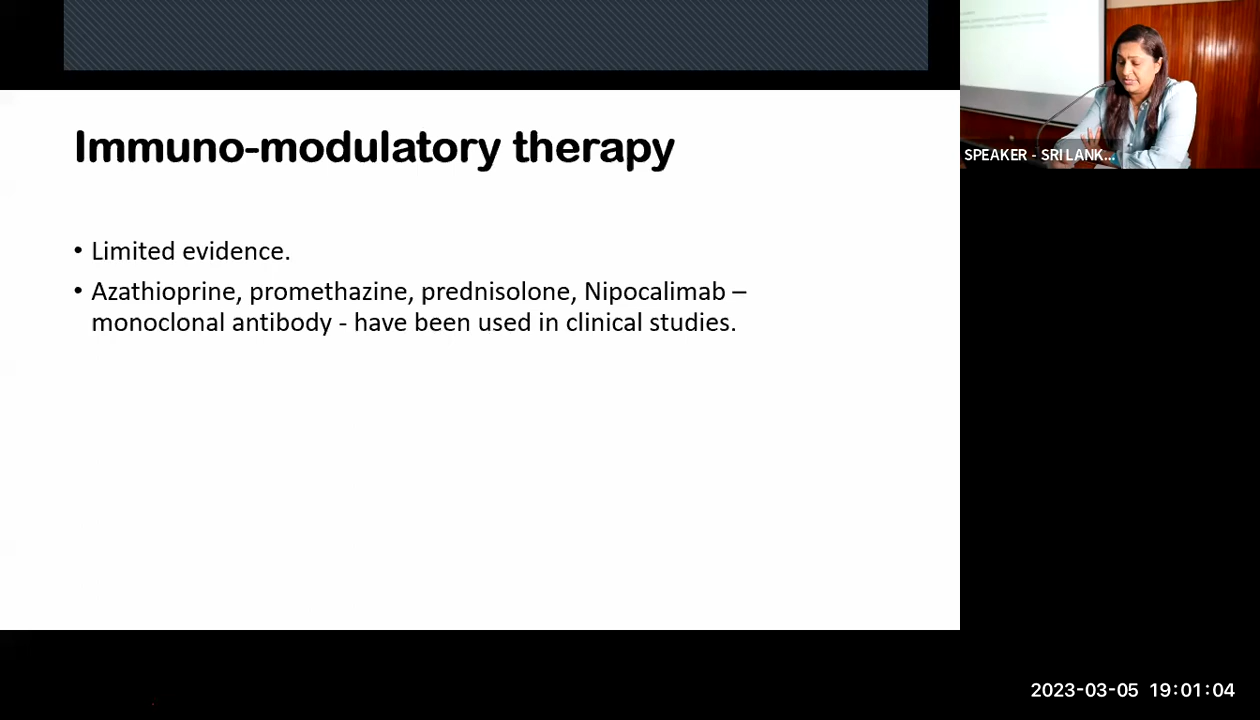 Immuno-modulatory therapy
• Limited evidence.
• Azathioprine, promethazine, prednisolone, Nipocalimab –
monoclonal antibody - have been used in clinical studies.
SPEAKER - SRI LANK...
2023-03-05 19:01:04